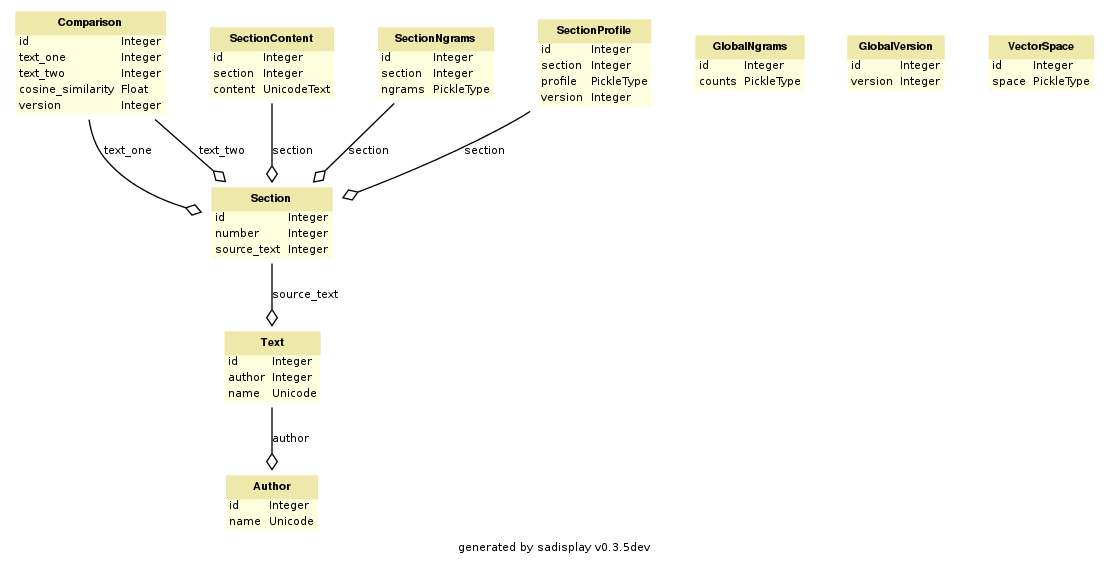 Comparison
id Integer
text_one Integer
text_two Integer
cosine_similarity Float
version Integer
SectionContent
id Integer
section Integer
content UnicodeText
SectionNgrams
id Integer
section Integer
ngrams PickleType
SectionProfile
id Integer
section Integer
profile PickleType
version Integer
GlobalNgrams
id Integer
counts PickleType
GlobalVersion
id Integer
version Integer
VectorSpace
id Integer
space PickleType
text_one
text_two
section
section
section
Section
id Integer
number Integer
source_text Integer
source_text
Text
id Integer
author Integer
name Unicode
author
Author
id Integer
name Unicode
generated by sadisplay v0.3.5dev